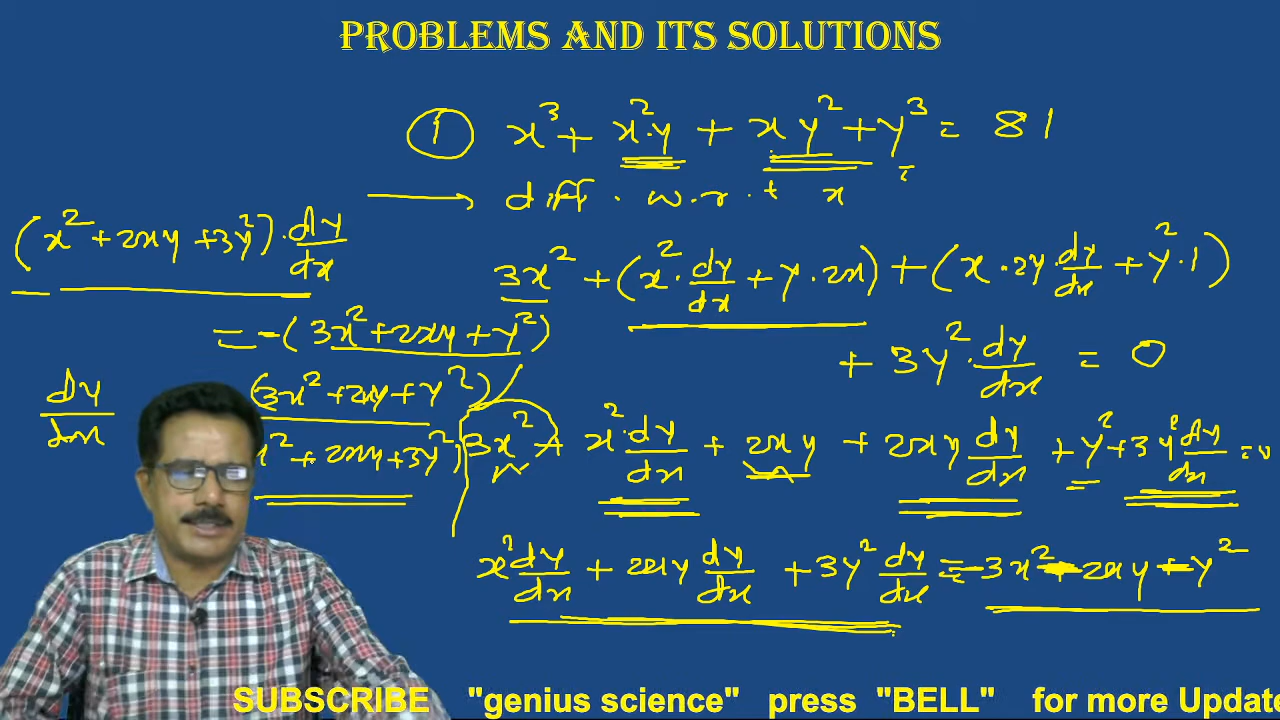 PROBLEMS AND ITS SOLUTIONS
① x³ + x²·y + xy² + y³ = 81
→ diff. w.r.t x
3x² + (x²·dy/dx + y·2x) + (x·2y·dy/dx + y²·1)
+ 3y²·dy/dx = 0
3x² + x²·dy/dx + 2xy + 2xy dy/dx + y² + 3y² dy/dx = 0
x² dy/dx + 2xy dy/dx + 3y² dy/dx = -3x² - 2xy - y²
(x² + 2xy + 3y²)·dy/dx
= -(3x² + 2xy + y²)
dy/dx (3x² + 2xy + y²) / x² + 2xy + 3y²
SUBSCRIBE "genius science" press "BELL" for more Update